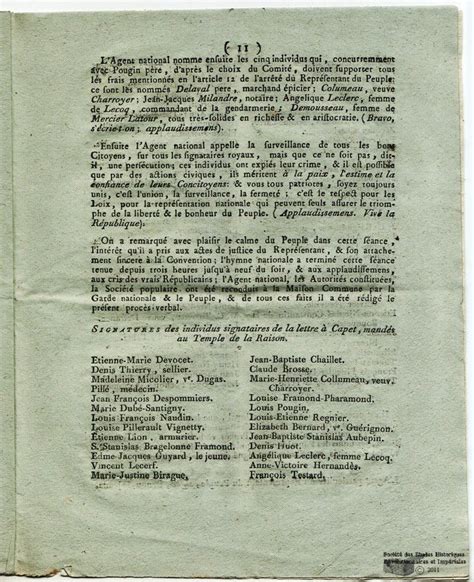 ( 11 )
L'Agent national nomme ensuite les cinq individus qui, concurremment
avec Pougin père, d'après le choix du Comité, doivent supporter tous
les frais mentionnés en l'article 12 de l'arrêté du Représentant du Peuple;
ce sont les nommés Delaval pere, marchand épicier; Columeau, veuve
Charroyer; Jean-Jacques Milandre, notaire; Angelique Leclerc, femme
de Lecoq, commandant de la gendarmerie; Demousseau, femme de
Mercier Latour, tous très-solides en richesse & en aristocratie. (Bravo,
s'écrie-t-on; applaudissemens).
Ensuite l'Agent national appelle la surveillance de tous les bons
Citoyens, sur tous les signataires royaux, mais que ce ne soit pas, dit-
il, une persécution; ces individus ont expiés leur crime, & il est possible
que par des actions civiques, ils méritent à la paix, l'estime et la
confiance de leurs Concitoyens: & vous tous patriotes, soyez toujours
unis, c'est l'union, la surveillance, la fermeté; c'est le respect pour les
Loix, pour la représentation nationale qui peuvent seuls assurer le triom-
phe de la liberté & le bonheur du Peuple. (Applaudissemens. Vive la
République).
On a remarqué avec plaisir le calme du Peuple dans cette séance,
l'intérêt qu'il a pris aux actes de justice du Représentant, & son attache-
ment sincère à la Convention; l'hymne nationale a terminé cette séance
tenue depuis trois heures jusqu'à neuf du soir, & aux applaudissemens,
aux cris des vrais Républicains; l'Agent national, les Autorités constituées,
la Société populaire ont été reconduits à la Maison Commune par la
Garde nationale & le Peuple, & de tous ces faits il a été rédigé le
présent procès-verbal.
SIGNATURES des individus signataires de la lettre à Capet, mandés
au Temple de la Raison.
Etienne-Marie Devocet.
Denis Thierry, sellier.
Madeleine Micolier, ve. Dugas.
Pillé, médecin.
Jean François Despommiers.
Marie Dubé-Santigny.
Louis François Naudin.
Louise Pillerault Vignetty.
Étienne Lion, armurier.
S. Stanislas Bragelonne Framond.
Edme-Jacques Guyard, le jeune.
Vincent Lecerf.
Marie-Justine Birague.
Jean-Baptiste Chaillet.
Claude Brosse.
Marie-Henriette Collumeau, veuv.
Charroyer.
Louise Framond-Pharamond.
Louis Pougin.
Louis-Etienne Regnier.
Elizabeth Bernard, ve. Guérignon.
Jean-Baptiste Stanislas Aubepin.
Denis Huet.
Angélique Leclerc, femme Lecoq.
Anne-Victoire Hernandès.
François Testard.
Société des Etudes Historiques
Révolutionnaires et Impériales
© 2011